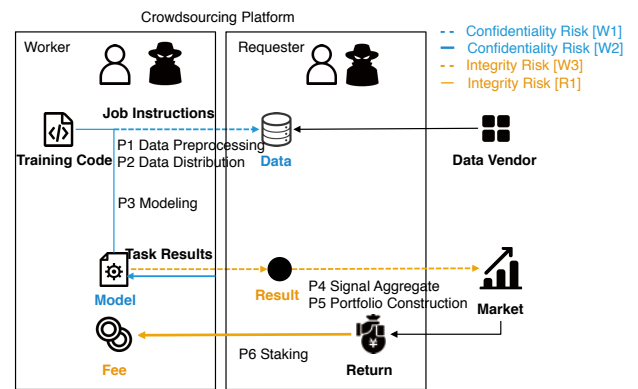 Crowdsourcing Platform
Worker
Requester
Confidentiality Risk [W1]
Confidentiality Risk [W2]
Integrity Risk [W3]
Integrity Risk [R1]
Job Instructions
Training Code
P1 Data Preprocessing
P2 Data Distribution
Data
Data Vendor
P3 Modeling
Task Results
Model
Result
P4 Signal Aggregate
P5 Portfolio Construction
Market
¥
Fee
P6 Staking
Return